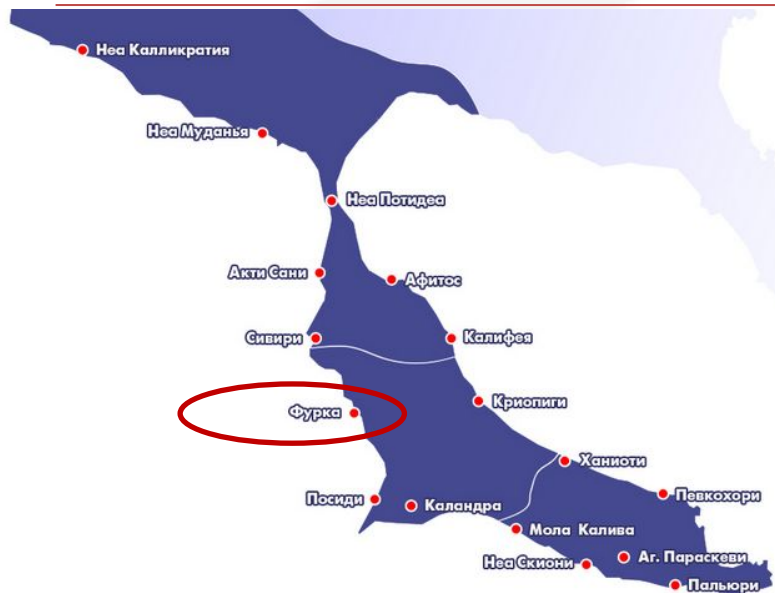 Неа Калликратия
Неа Муданья
Неа Потидеа
Акти Сани
Афитос
Сивири
Калифея
Криопиги
Фурка
Ханиоти
Певкохори
Посиди
Каландра
Мола Калива
Аг. Параскеви
Неа Скиони
Пальюри